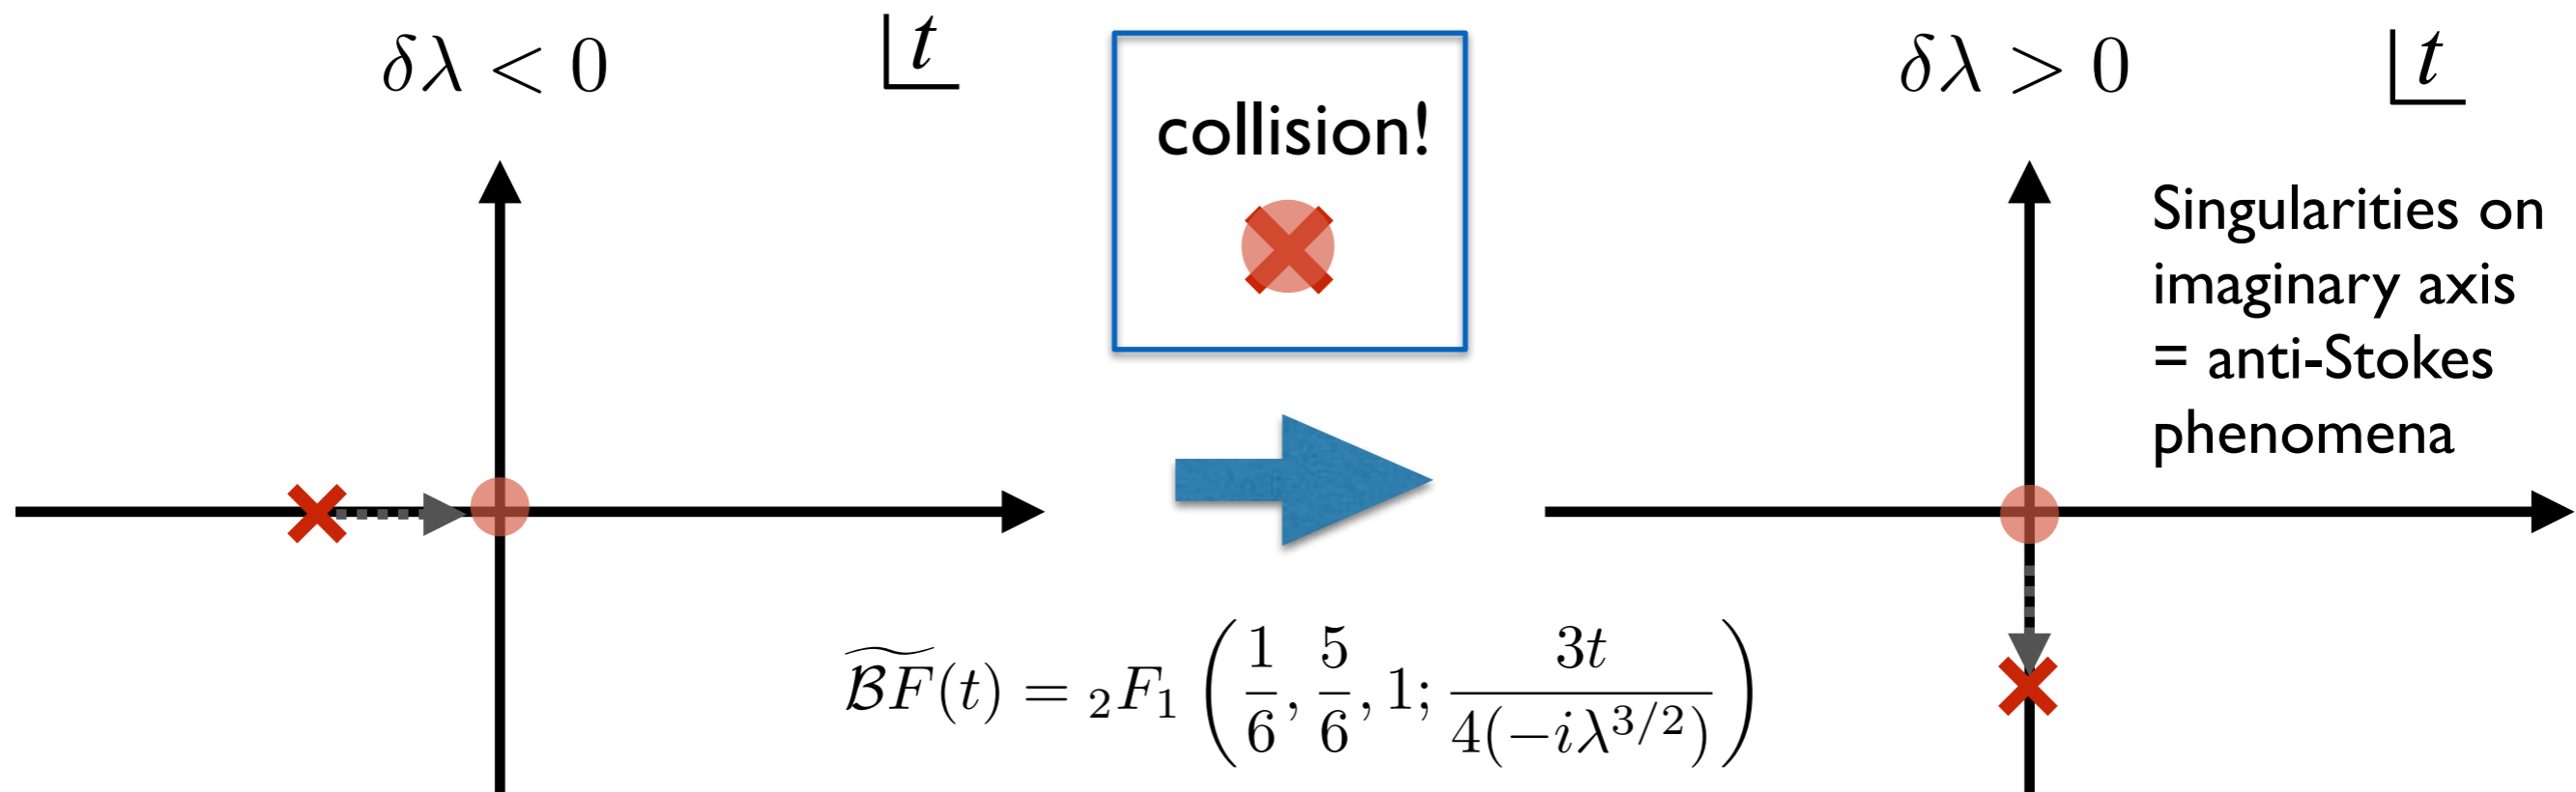 δλ < 0
t
collision!
δλ > 0
t
Singularities on
imaginary axis
= anti-Stokes
phenomena
$\widetilde{\mathcal{B}F}(t) = {}_2F_1\left(\frac{1}{6}, \frac{5}{6}, 1; \frac{3t}{4(-i\lambda^{3/2})}\right)$